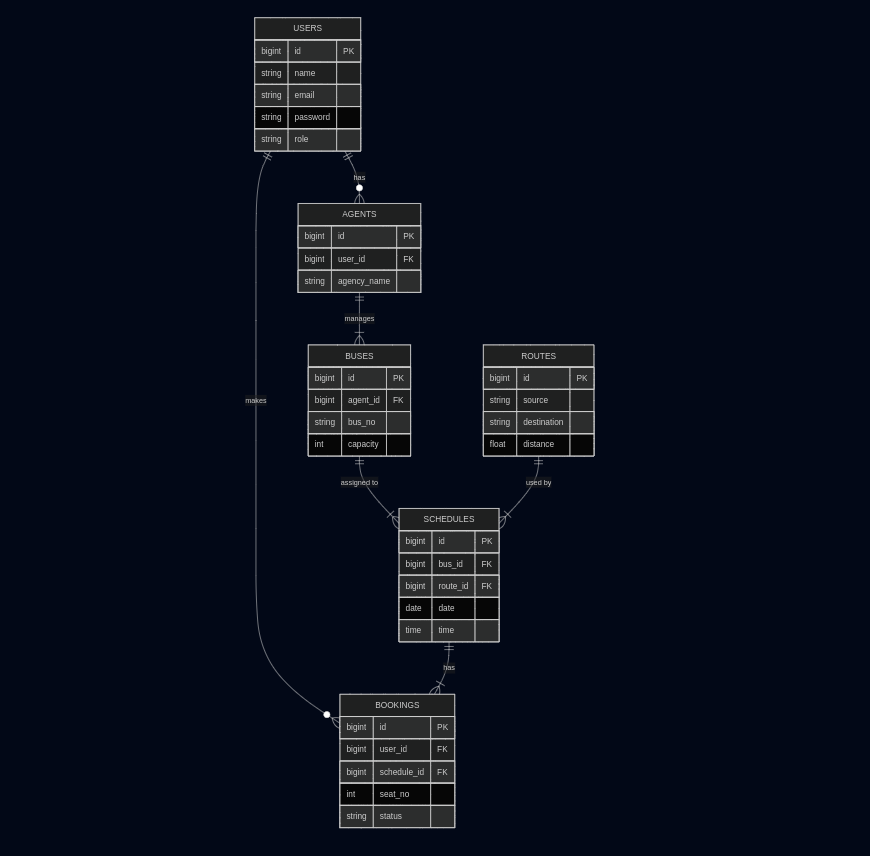 USERS
bigint id PK
string name
string email
string password
string role
has
AGENTS
bigint id PK
bigint user_id FK
string agency_name
manages
BUSES
bigint id PK
bigint agent_id FK
string bus_no
int capacity
ROUTES
bigint id PK
string source
string destination
float distance
makes
assigned to
used by
SCHEDULES
bigint id PK
bigint bus_id FK
bigint route_id FK
date date
time time
has
BOOKINGS
bigint id PK
bigint user_id FK
bigint schedule_id FK
int seat_no
string status